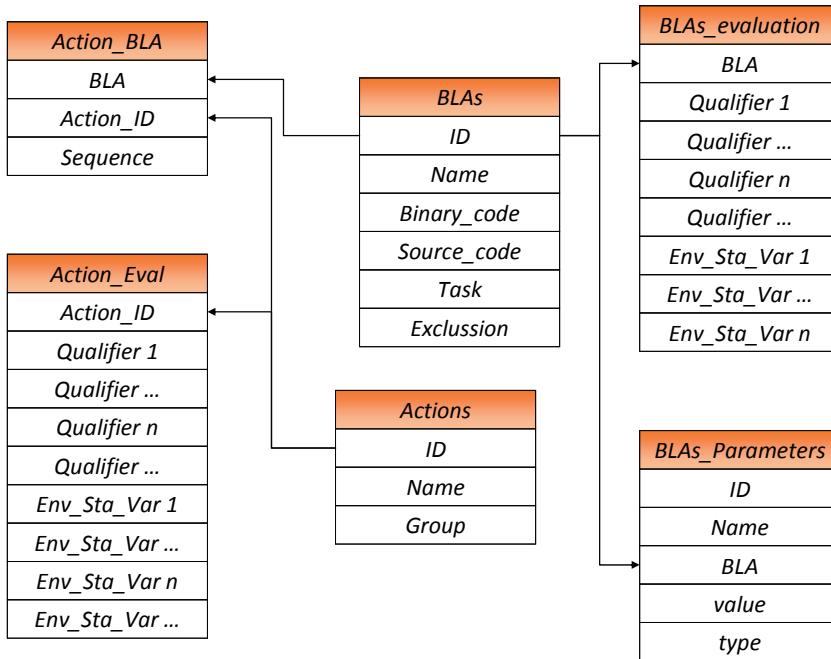 Action_BLA
BLA
Action_ID
Sequence
Action_Eval
Action_ID
Qualifier 1
Qualifier ...
Qualifier n
Qualifier ...
Env_Sta_Var 1
Env_Sta_Var ...
Env_Sta_Var n
Env_Sta_Var ...
BLAs
ID
Name
Binary_code
Source_code
Task
Exclussion
Actions
ID
Name
Group
BLAs_evaluation
BLA
Qualifier 1
Qualifier ...
Qualifier n
Qualifier ...
Env_Sta_Var 1
Env_Sta_Var ...
Env_Sta_Var n
BLAs_Parameters
ID
Name
BLA
value
type